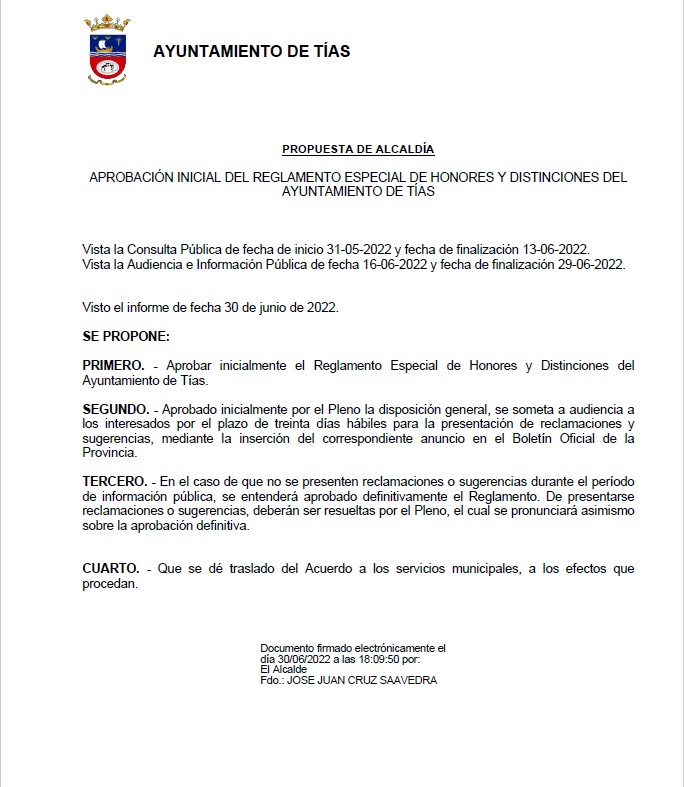 AYUNTAMIENTO DE TÍAS
PROPUESTA DE ALCALDÍA
APROBACIÓN INICIAL DEL REGLAMENTO ESPECIAL DE HONORES Y DISTINCIONES DEL
AYUNTAMIENTO DE TÍAS
Vista la Consulta Pública de fecha de inicio 31-05-2022 y fecha de finalización 13-06-2022.
Vista la Audiencia e Información Pública de fecha 16-06-2022 y fecha de finalización 29-06-2022.
Visto el informe de fecha 30 de junio de 2022.
SE PROPONE:
PRIMERO. - Aprobar inicialmente el Reglamento Especial de Honores y Distinciones del
Ayuntamiento de Tías.
SEGUNDO. - Aprobado inicialmente por el Pleno la disposición general, se someta a audiencia a
los interesados por el plazo de treinta días hábiles para la presentación de reclamaciones y
sugerencias, mediante la inserción del correspondiente anuncio en el Boletín Oficial de la
Provincia.
TERCERO. - En el caso de que no se presenten reclamaciones o sugerencias durante el período
de información pública, se entenderá aprobado definitivamente el Reglamento. De presentarse
reclamaciones o sugerencias, deberán ser resueltas por el Pleno, el cual se pronunciará asimismo
sobre la aprobación definitiva.
CUARTO. - Que se dé traslado del Acuerdo a los servicios municipales, a los efectos que
procedan.
Documento firmado electrónicamente el
día 30/06/2022 a las 18:09:50 por:
El Alcalde
Fdo.: JOSE JUAN CRUZ SAAVEDRA